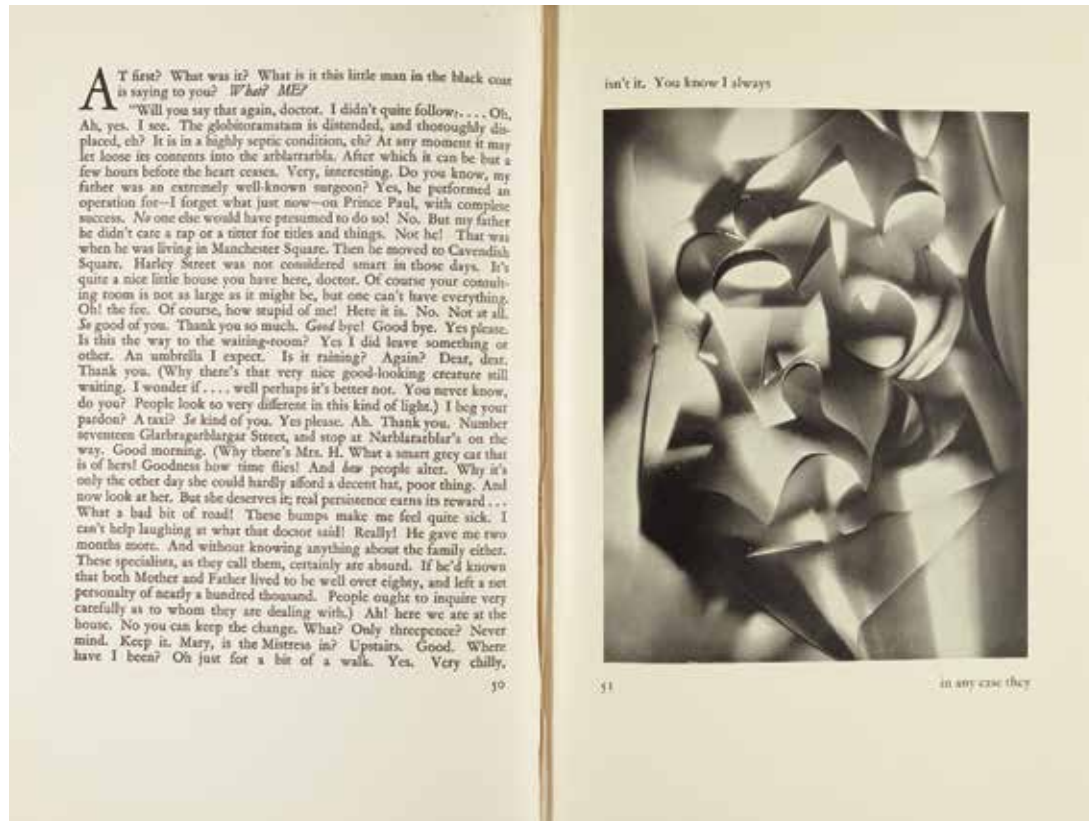 AT first? What was it? What is it this little man in the black coat
is saying to you? What? ME?
"Will you say that again, doctor. I didn't quite follow,.... Oh,
Ah, yes. I see. The globitoramatam is distended, and thoroughly dis-
placed, eh? It is in a highly septic condition, eh? At any moment it may
let loose its contents into the arblarrarbla. After which it can be but a
few hours before the heart ceases. Very, interesting. Do you know, my
father was an extremely well-known surgeon? Yes, he performed an
operation for—I forget what just now—on Prince Paul, with complete
success. No one else would have presumed to do so! No. But my father
he didn't care a rap or a titter for titles and things. Not he! That was
when he was living in Manchester Square. Then he moved to Cavendish
Square. Harley Street was not considered smart in those days. It's
quite a nice little house you have here, doctor. Of course your consult-
ing room is not as large as it might be, but one can't have everything.
Oh! the fee. Of course, how stupid of me! Here it is. No. Not at all.
So good of you. Thank you so much. Good bye! Good bye. Yes please.
Is this the way to the waiting-room? Yes I did leave something or
other. An umbrella I expect. Is it raining? Again? Dear, dear.
Thank you. (Why there's that very nice good-looking creature still
waiting. I wonder if .... well perhaps it's better not. You never know,
do you? People look so very different in this kind of light.) I beg your
pardon? A taxi? So kind of you. Yes please. Ah. Thank you. Number
seventeen Glarbragarblargar Street, and stop at Narblararblar's on the
way. Good morning. (Why there's Mrs. H. What a smart grey car that
is of hers! Goodness how time flies! And how people alter. Why it's
only the other day she could hardly afford a decent hat, poor thing. And
now look at her. But she deserves it; real persistence earns its reward ...
What a bad bit of road! These bumps make me feel quite sick. I
can't help laughing at what that doctor said! Really! He gave me two
months more. And without knowing anything about the family either.
These specialists, as they call them, certainly are absurd. If he'd known
that both Mother and Father lived to be well over eighty, and left a net
personalty of nearly a hundred thousand. People ought to inquire very
carefully as to whom they are dealing with.) Ah! here we are at the
house. No you can keep the change. What? Only threepence? Never
mind. Keep it. Mary, is the Mistress in? Upstairs. Good. Where
have I been? Oh just for a bit of a walk. Yes. Very chilly,
50
isn't it. You know I always
51
in any case they